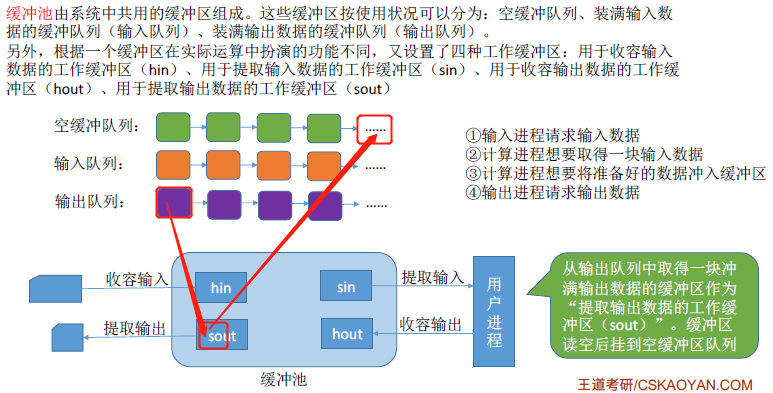 缓冲池由系统中共用的缓冲区组成。这些缓冲区按使用状况可以分为：空缓冲队列、装满输入数
据的缓冲队列（输入队列）、装满输出数据的缓冲队列（输出队列）。
另外，根据一个缓冲区在实际运算中扮演的功能不同，又设置了四种工作缓冲区：用于收容输入
数据的工作缓冲区（hin）、用于提取输入数据的工作缓冲区（sin）、用于收容输出数据的工作缓
冲区（hout）、用于提取输出数据的工作缓冲区（sout）
空缓冲队列：
......
输入队列：
......
输出队列：
......
①输入进程请求输入数据
②计算进程想要取得一块输入数据
③计算进程想要将准备好的数据冲入缓冲区
④输出进程请求输出数据
收容输入
hin
sin
提取输入
提取输出
sout
hout
收容输出
用
户
进
程
缓冲池
从输出队列中取得一块冲
满输出数据的缓冲区作为
“提取输出数据的工作缓
冲区（sout）”。缓冲区
读空后挂到空缓冲区队列
王道考研/CSKAOYAN.COM